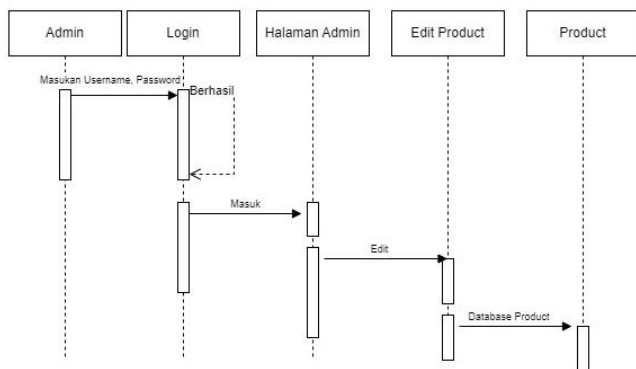 Admin
Login
Halaman Admin
Edit Product
Product
Masukan Username, Password
Berhasil
Masuk
Edit
Database Product